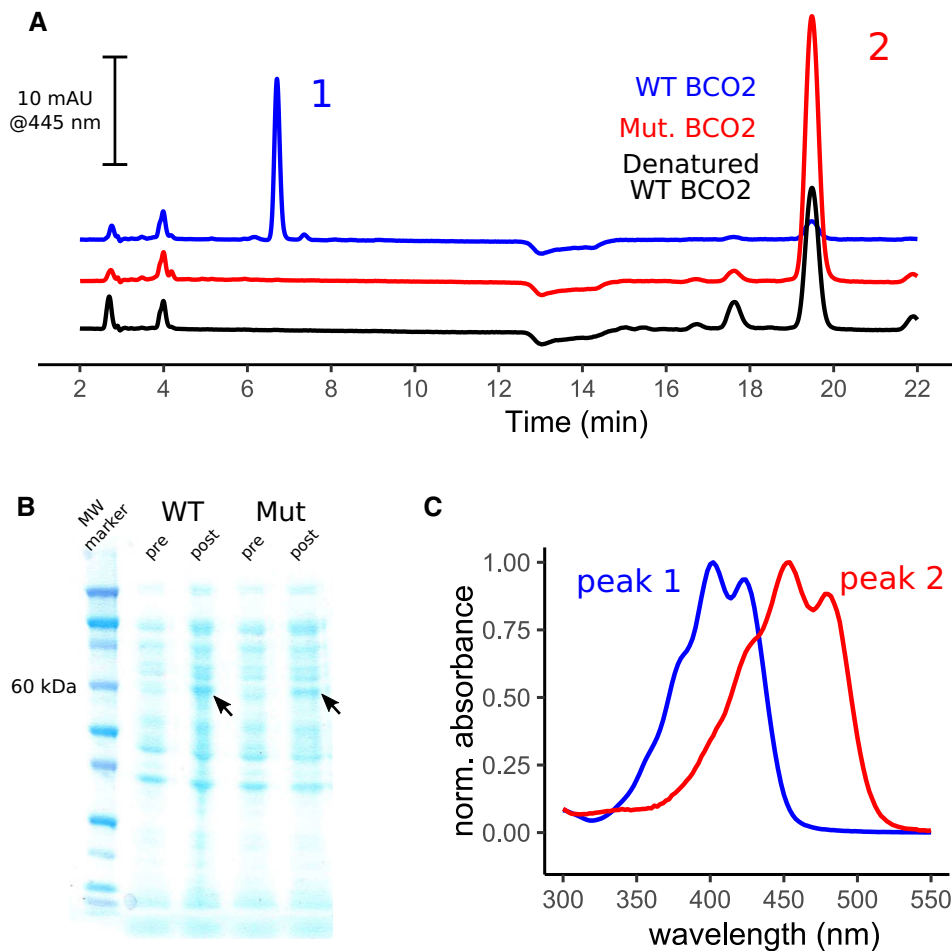 A
10 mAU
@445 nm
1
2
WT BCO2
Mut. BCO2
Denatured
WT BCO2
2 4 6 8 10 12 14 16 18 20 22
Time (min)
B
MW
marker
WT Mut
pre post pre post
60 kDa
C
norm. absorbance
1.00
0.75
0.50
0.25
0.00
peak 1
peak 2
300 350 400 450 500 550
wavelength (nm)